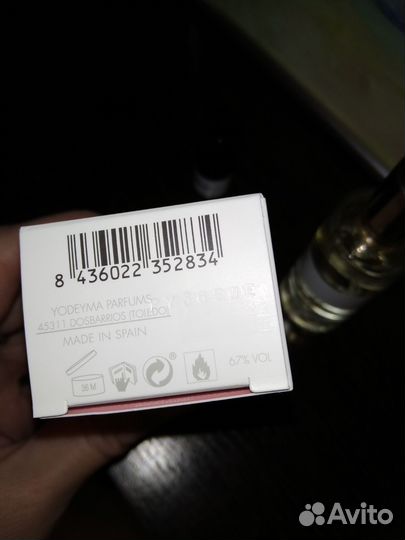 8 436022 352834
YODEYMA PARFUMS
45311 DOSBARRIOS (TOLEDO)
MADE IN SPAIN
36 M
67% VOL
Avito